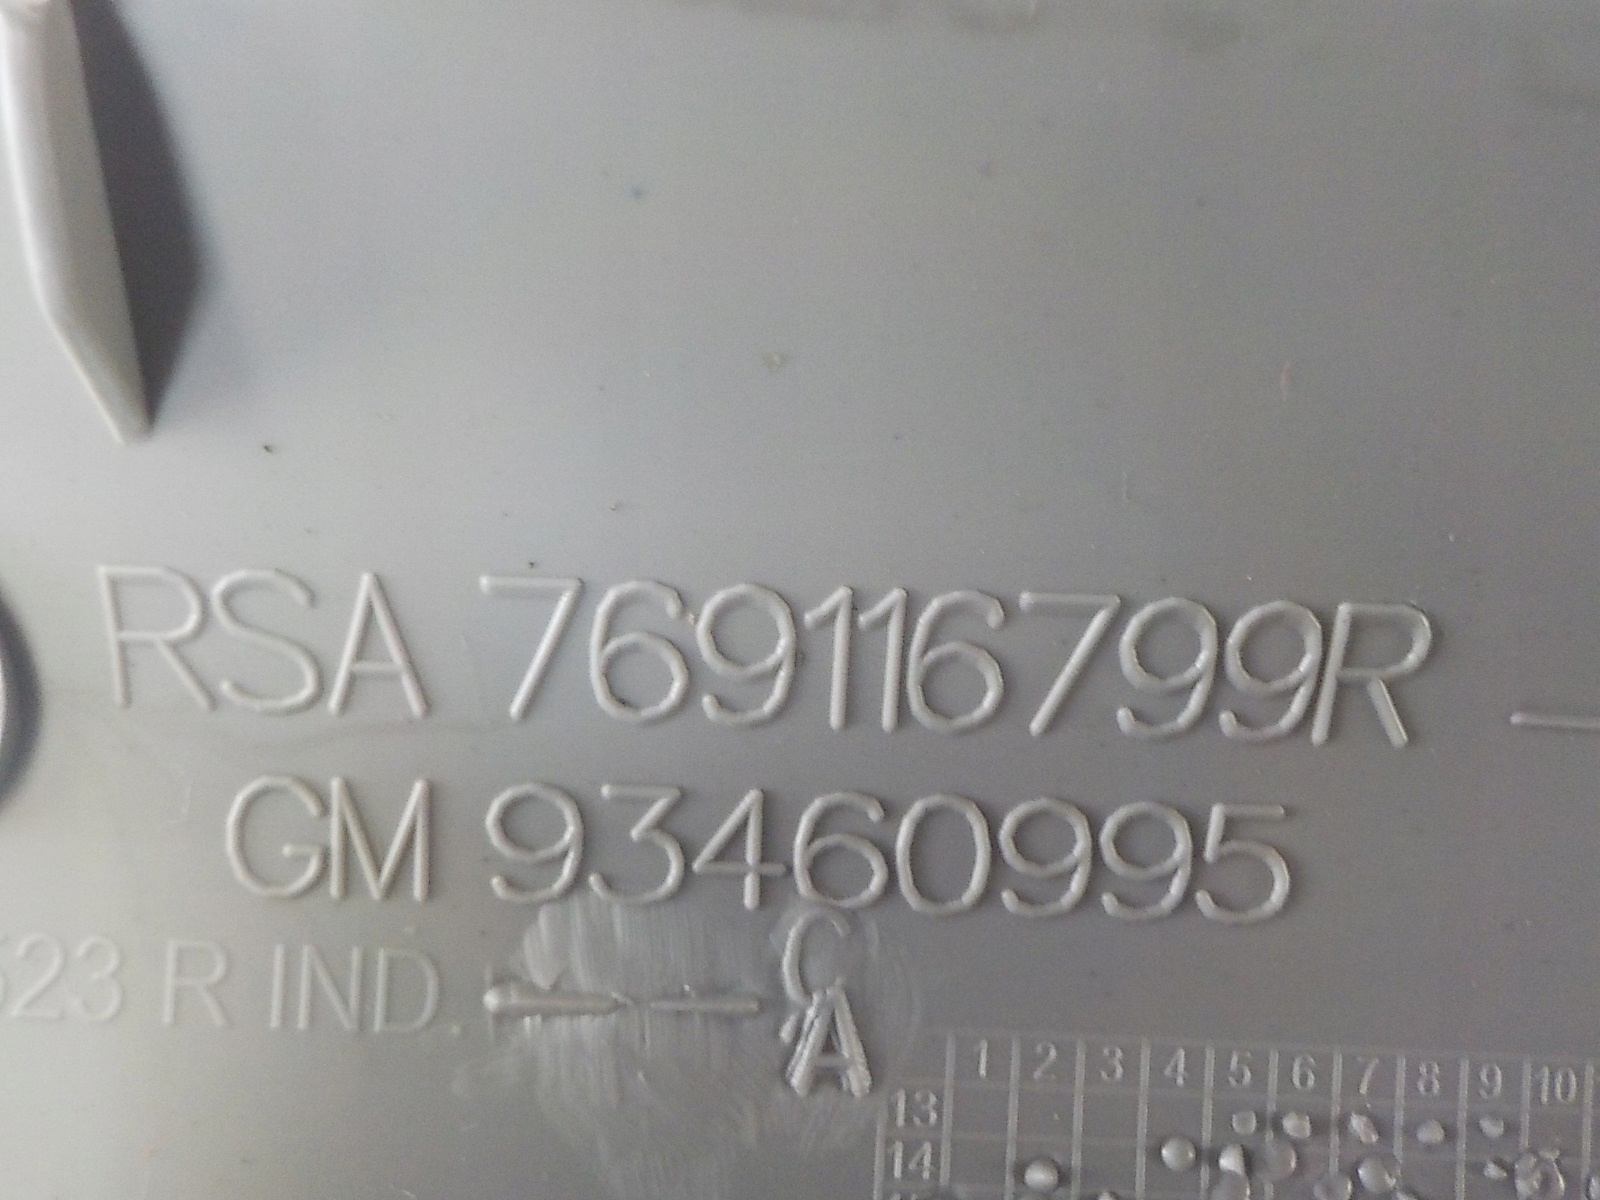 RSA 769116799R
GM 93460995
523 R IND.
C
A
1 2 3 4 5 6 7 8 9 10
13
14